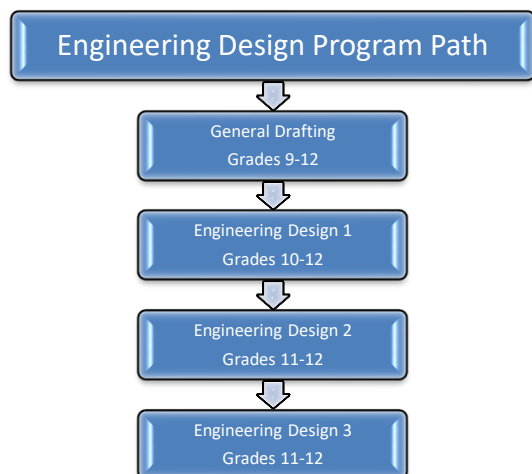 Engineering Design Program Path
General Drafting
Grades 9-12
Engineering Design 1
Grades 10-12
Engineering Design 2
Grades 11-12
Engineering Design 3
Grades 11-12